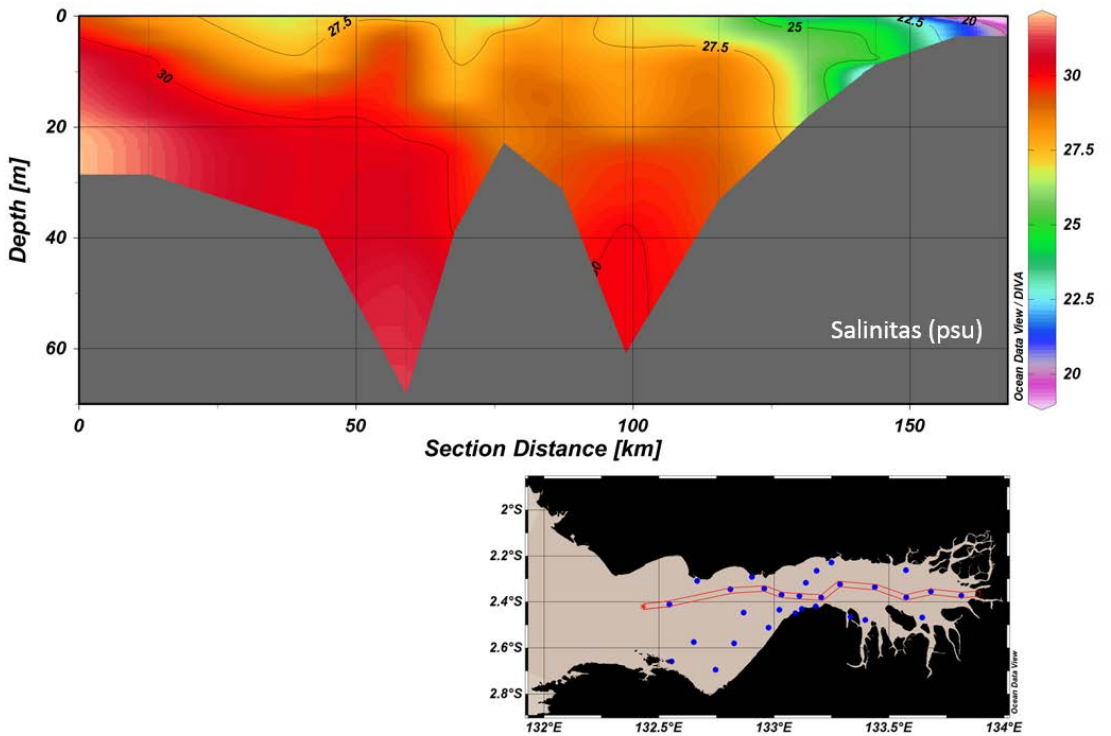 0
20
40
60
Depth [m]
27.5
30
27.5
25
22.5
20
30
Salinitas (psu)
0
50
100
150
Section Distance [km]
30
27.5
25
22.5
20
Ocean Data View / DIVA
2°S
2.2°S
2.4°S
2.6°S
2.8°S
132°E
132.5°E
133°E
133.5°E
134°E
Ocean Data View